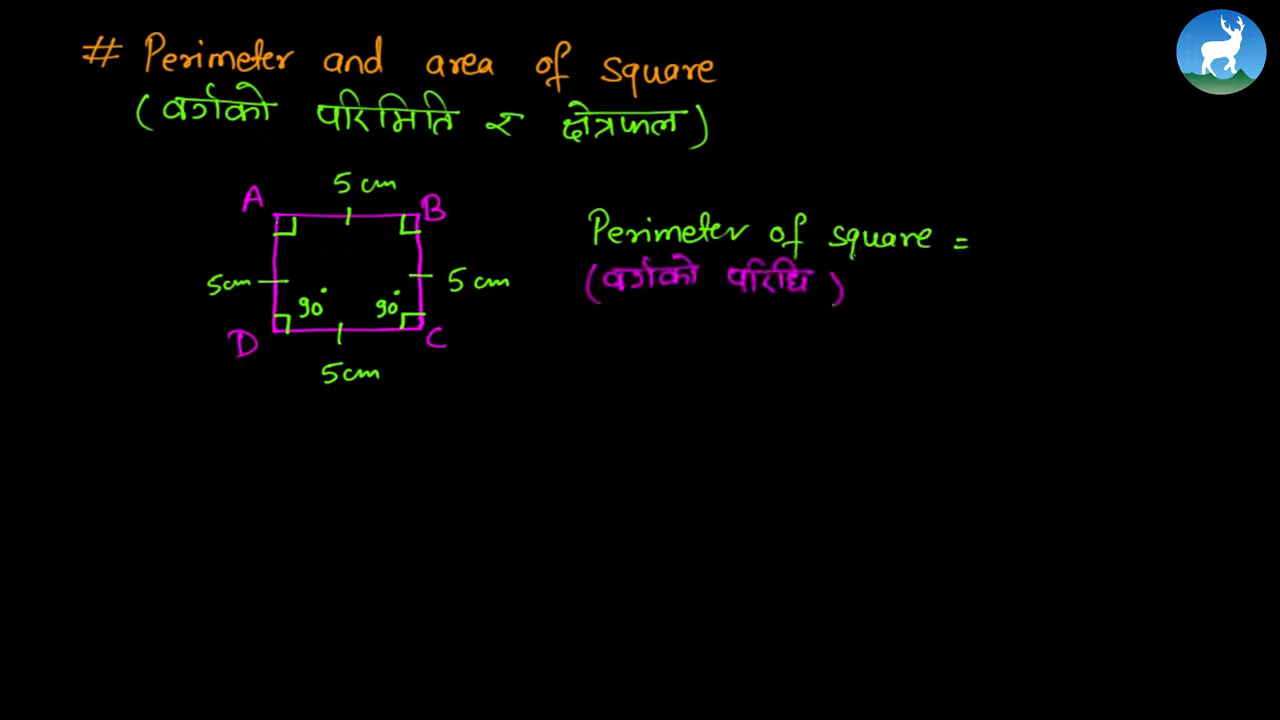 # Perimeter and area of square
(वर्गको परिमिति र क्षेत्रफल)
5 cm
A
B
Perimeter of square =
(वर्गको परिधि )
5cm
5 cm
90°
90°
D
C
5cm